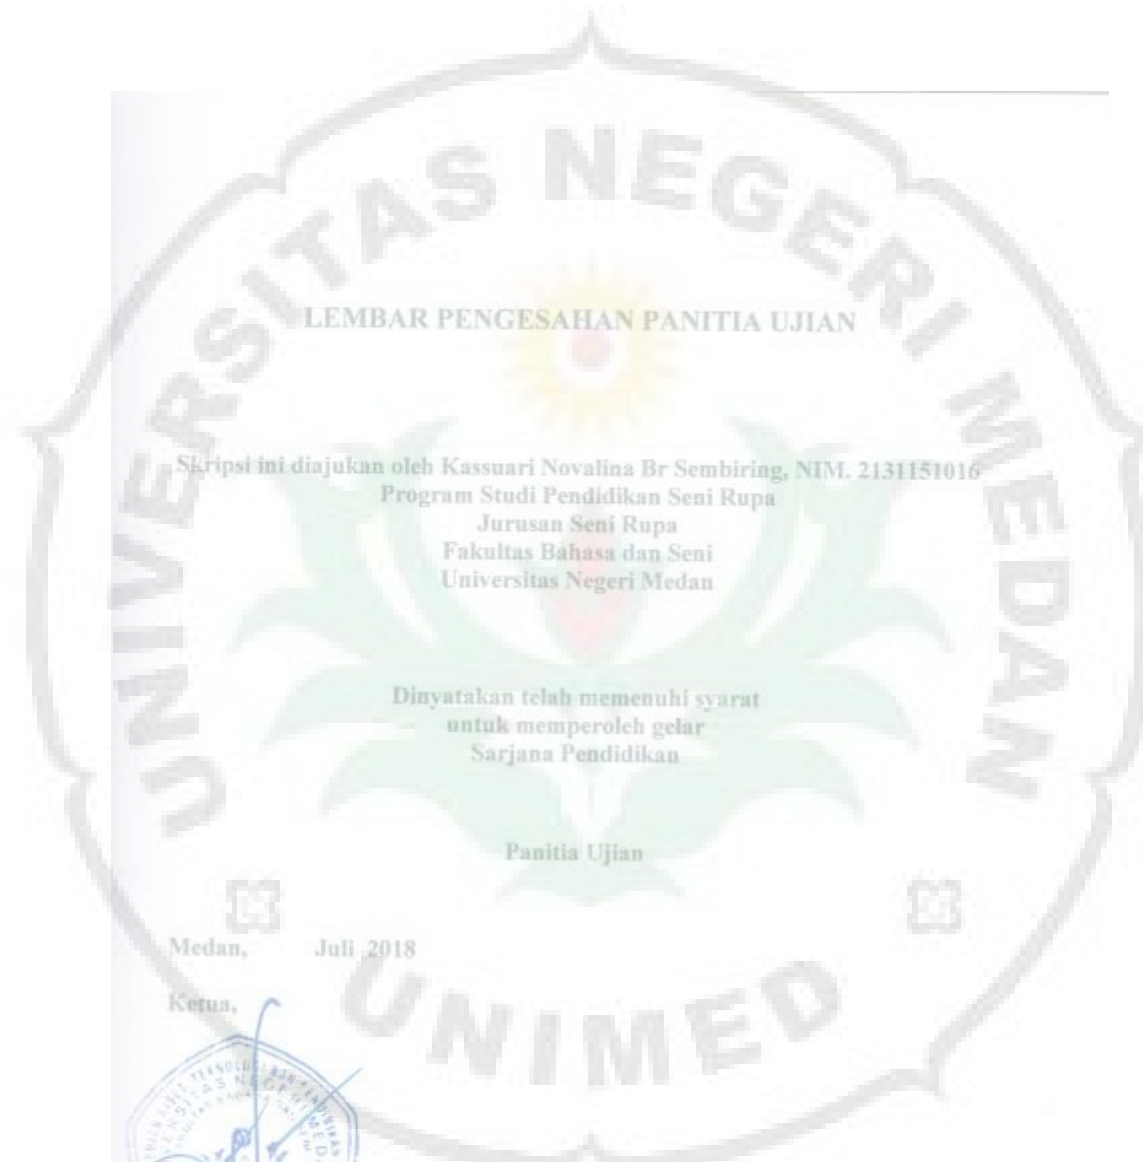 UNIVERSITAS NEGERI MEDAN
LEMBAR PENGESAHAN PANITIA UJIAN
Skripsi ini diajukan oleh Kassuari Novalina Br Sembiring, NIM. 2131151016
Program Studi Pendidikan Seni Rupa
Jurusan Seni Rupa
Fakultas Bahasa dan Seni
Universitas Negeri Medan
Dinyatakan telah memenuhi syarat
untuk memperoleh gelar
Sarjana Pendidikan
Panitia Ujian
Medan, Juli 2018
Ketua,
UNIMED